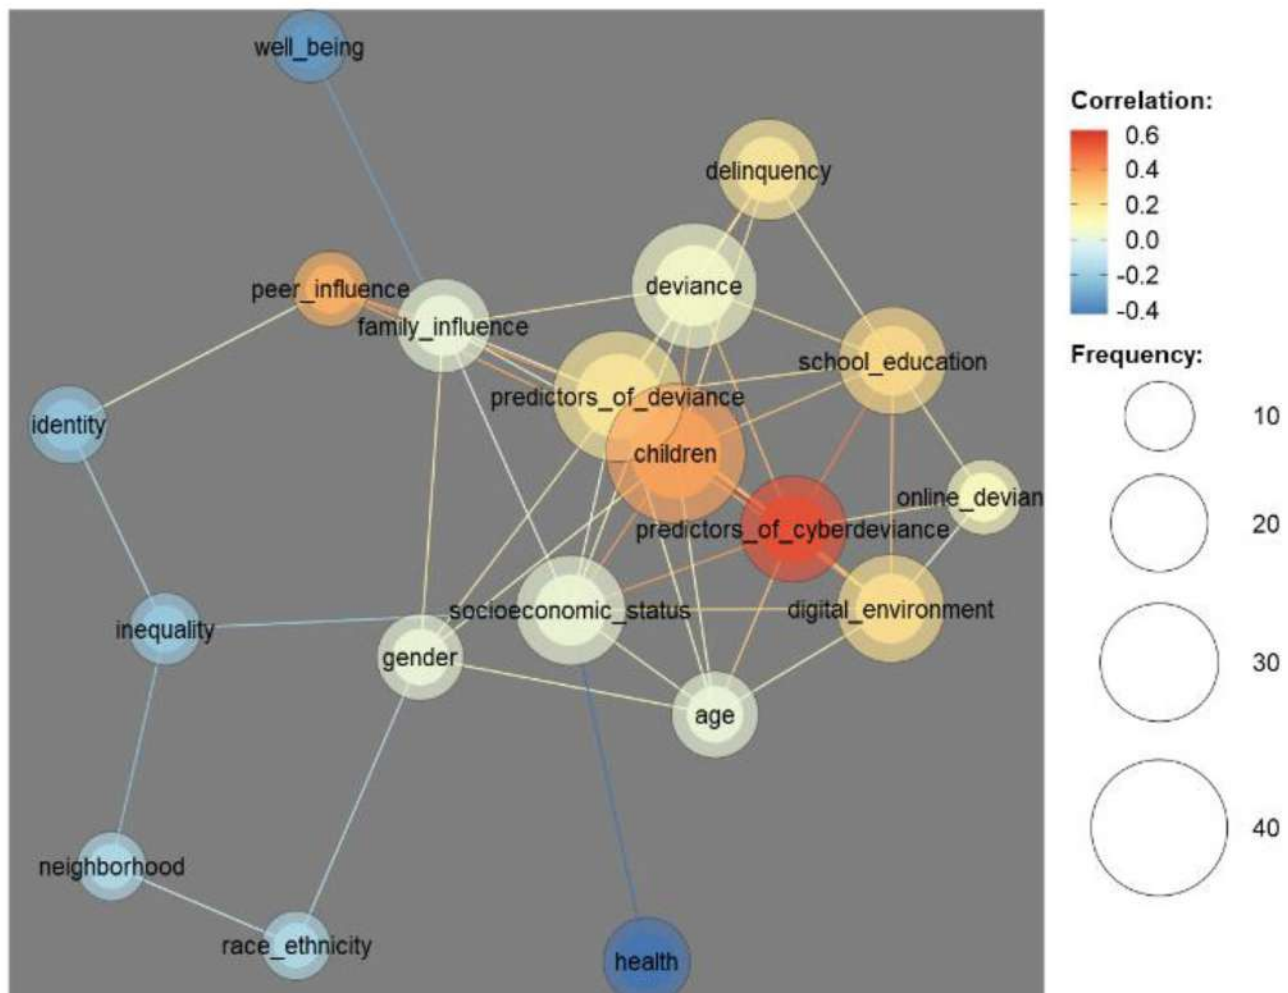 well_being
delinquency
deviance
peer_influence
family_influence
school_education
predictors_of_deviance
identity
children
online_devian
predictors_of_cyberdeviance
socioeconomic_status
digital_environment
inequality
gender
age
neighborhood
race_ethnicity
health
Correlation:
0.6
0.4
0.2
0.0
-0.2
-0.4
Frequency:
10
20
30
40